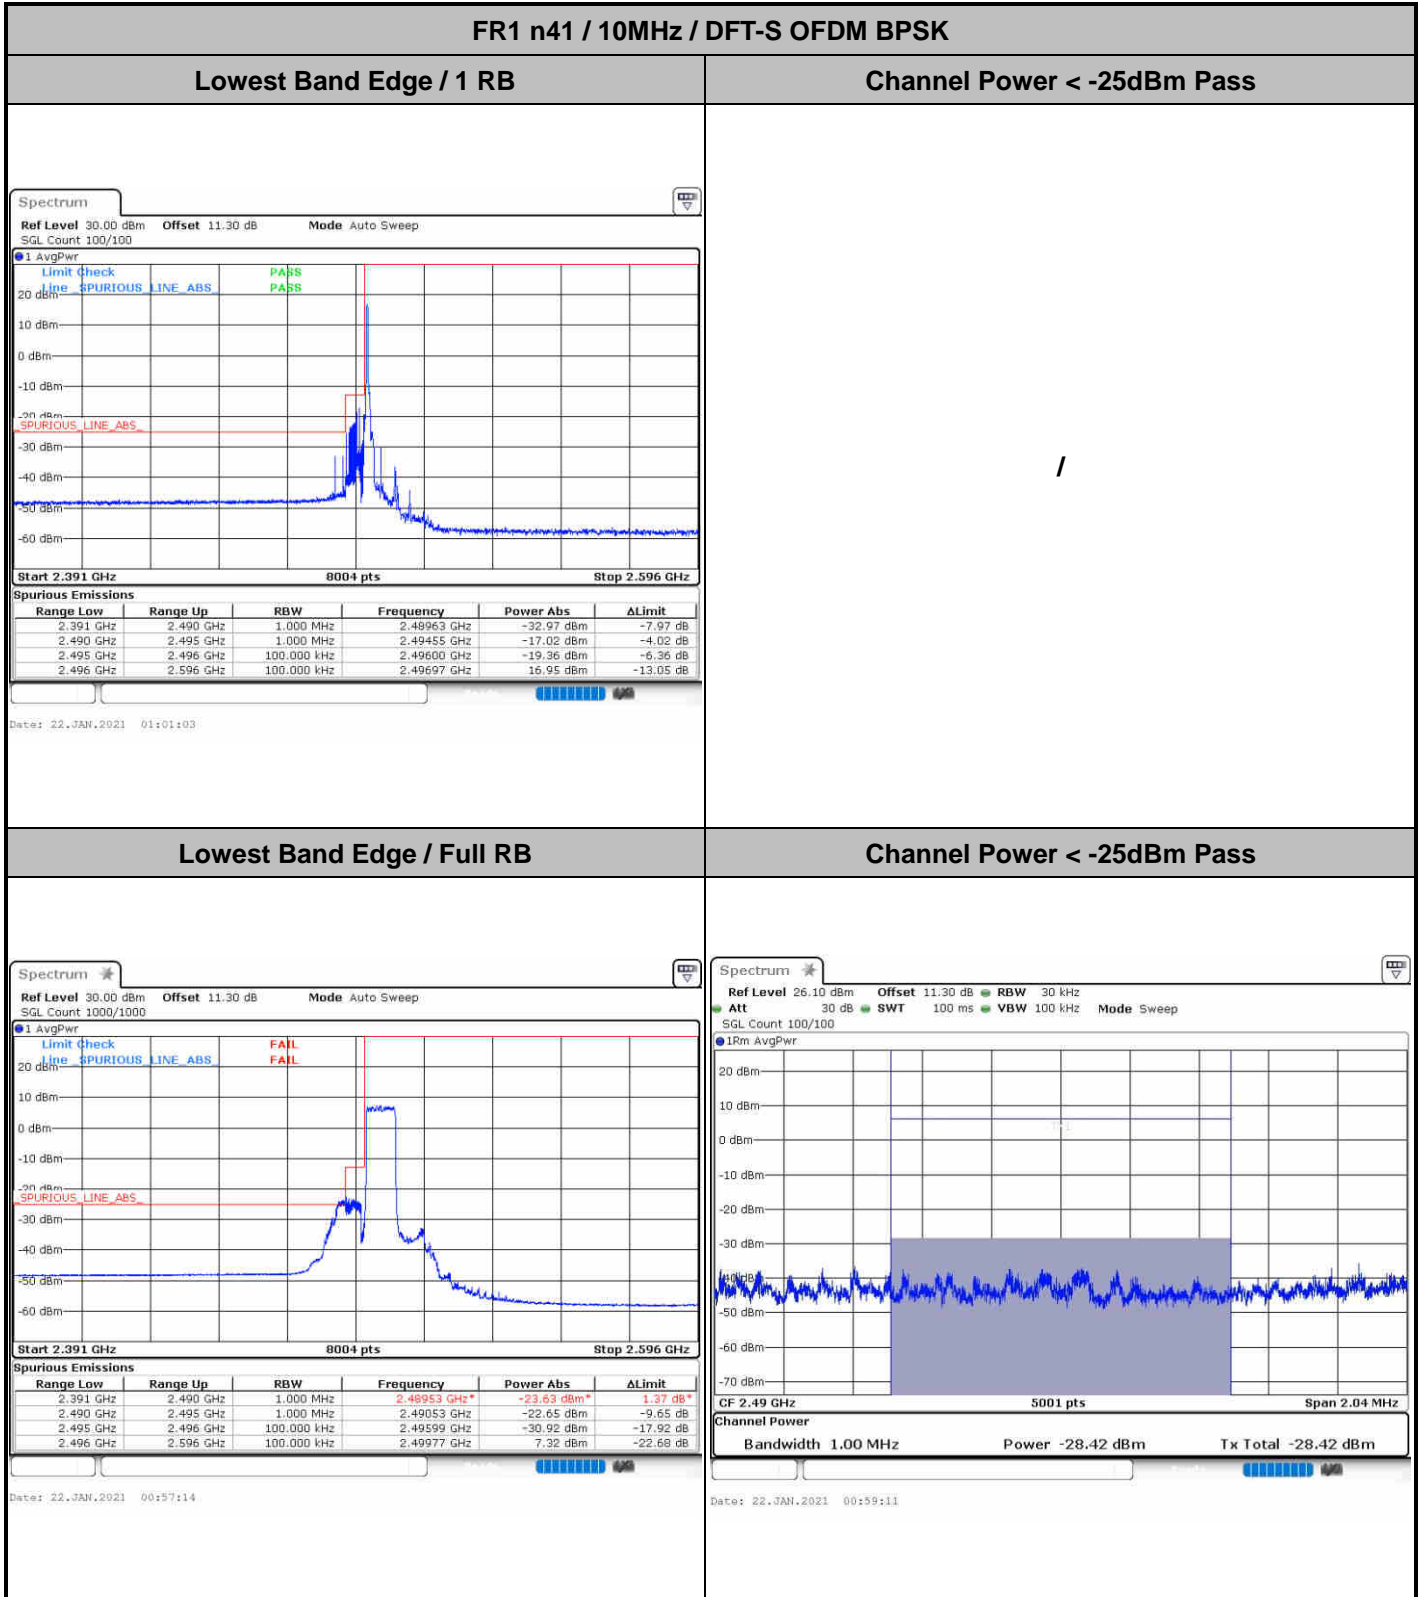 FR1 n41 / 10MHz / DFT-S OFDM BPSK
Lowest Band Edge / 1 RB
Channel Power < -25dBm Pass
Spectrum
Ref Level 30.00 dBm Offset 11.30 dB Mode Auto Sweep
SGL Count 100/100
1 AvgPwr
Limit Check PASS
Line _SPURIOUS_LINE_ABS_ PASS
20 dBm
10 dBm
0 dBm
-10 dBm
-20 dBm
_SPURIOUS_LINE_ABS_
-30 dBm
-40 dBm
-50 dBm
-60 dBm
Start 2.391 GHz 8004 pts Stop 2.596 GHz
Spurious Emissions
Range Low Range Up RBW Frequency Power Abs ΔLimit
2.391 GHz 2.490 GHz 1.000 MHz 2.48963 GHz -32.97 dBm -7.97 dB
2.490 GHz 2.495 GHz 1.000 MHz 2.49455 GHz -17.02 dBm -4.02 dB
2.495 GHz 2.496 GHz 100.000 kHz 2.49600 GHz -19.36 dBm -6.36 dB
2.496 GHz 2.596 GHz 100.000 kHz 2.49697 GHz 16.95 dBm -13.05 dB
Date: 22.JAN.2021 01:01:03
/
Lowest Band Edge / Full RB
Channel Power < -25dBm Pass
Spectrum
Ref Level 30.00 dBm Offset 11.30 dB Mode Auto Sweep
SGL Count 1000/1000
1 AvgPwr
Limit Check FAIL
Line _SPURIOUS_LINE_ABS_ FAIL
20 dBm
10 dBm
0 dBm
-10 dBm
-20 dBm
_SPURIOUS_LINE_ABS_
-30 dBm
-40 dBm
-50 dBm
-60 dBm
Start 2.391 GHz 8004 pts Stop 2.596 GHz
Spurious Emissions
Range Low Range Up RBW Frequency Power Abs ΔLimit
2.391 GHz 2.490 GHz 1.000 MHz 2.48953 GHz* -23.63 dBm* 1.37 dB*
2.490 GHz 2.495 GHz 1.000 MHz 2.49053 GHz -22.65 dBm -9.65 dB
2.495 GHz 2.496 GHz 100.000 kHz 2.49599 GHz -30.92 dBm -17.92 dB
2.496 GHz 2.596 GHz 100.000 kHz 2.49977 GHz 7.32 dBm -22.68 dB
Date: 22.JAN.2021 00:57:14
Spectrum
Ref Level 26.10 dBm Offset 11.30 dB RBW 30 kHz
Att 30 dB SWT 100 ms VBW 100 kHz Mode Sweep
SGL Count 100/100
1Rm AvgPwr
20 dBm
10 dBm
0 dBm
-10 dBm
-20 dBm
-30 dBm
-40 dBm
-50 dBm
-60 dBm
-70 dBm
CF 2.49 GHz 5001 pts Span 2.04 MHz
Channel Power
Bandwidth 1.00 MHz Power -28.42 dBm Tx Total -28.42 dBm
Date: 22.JAN.2021 00:59:11